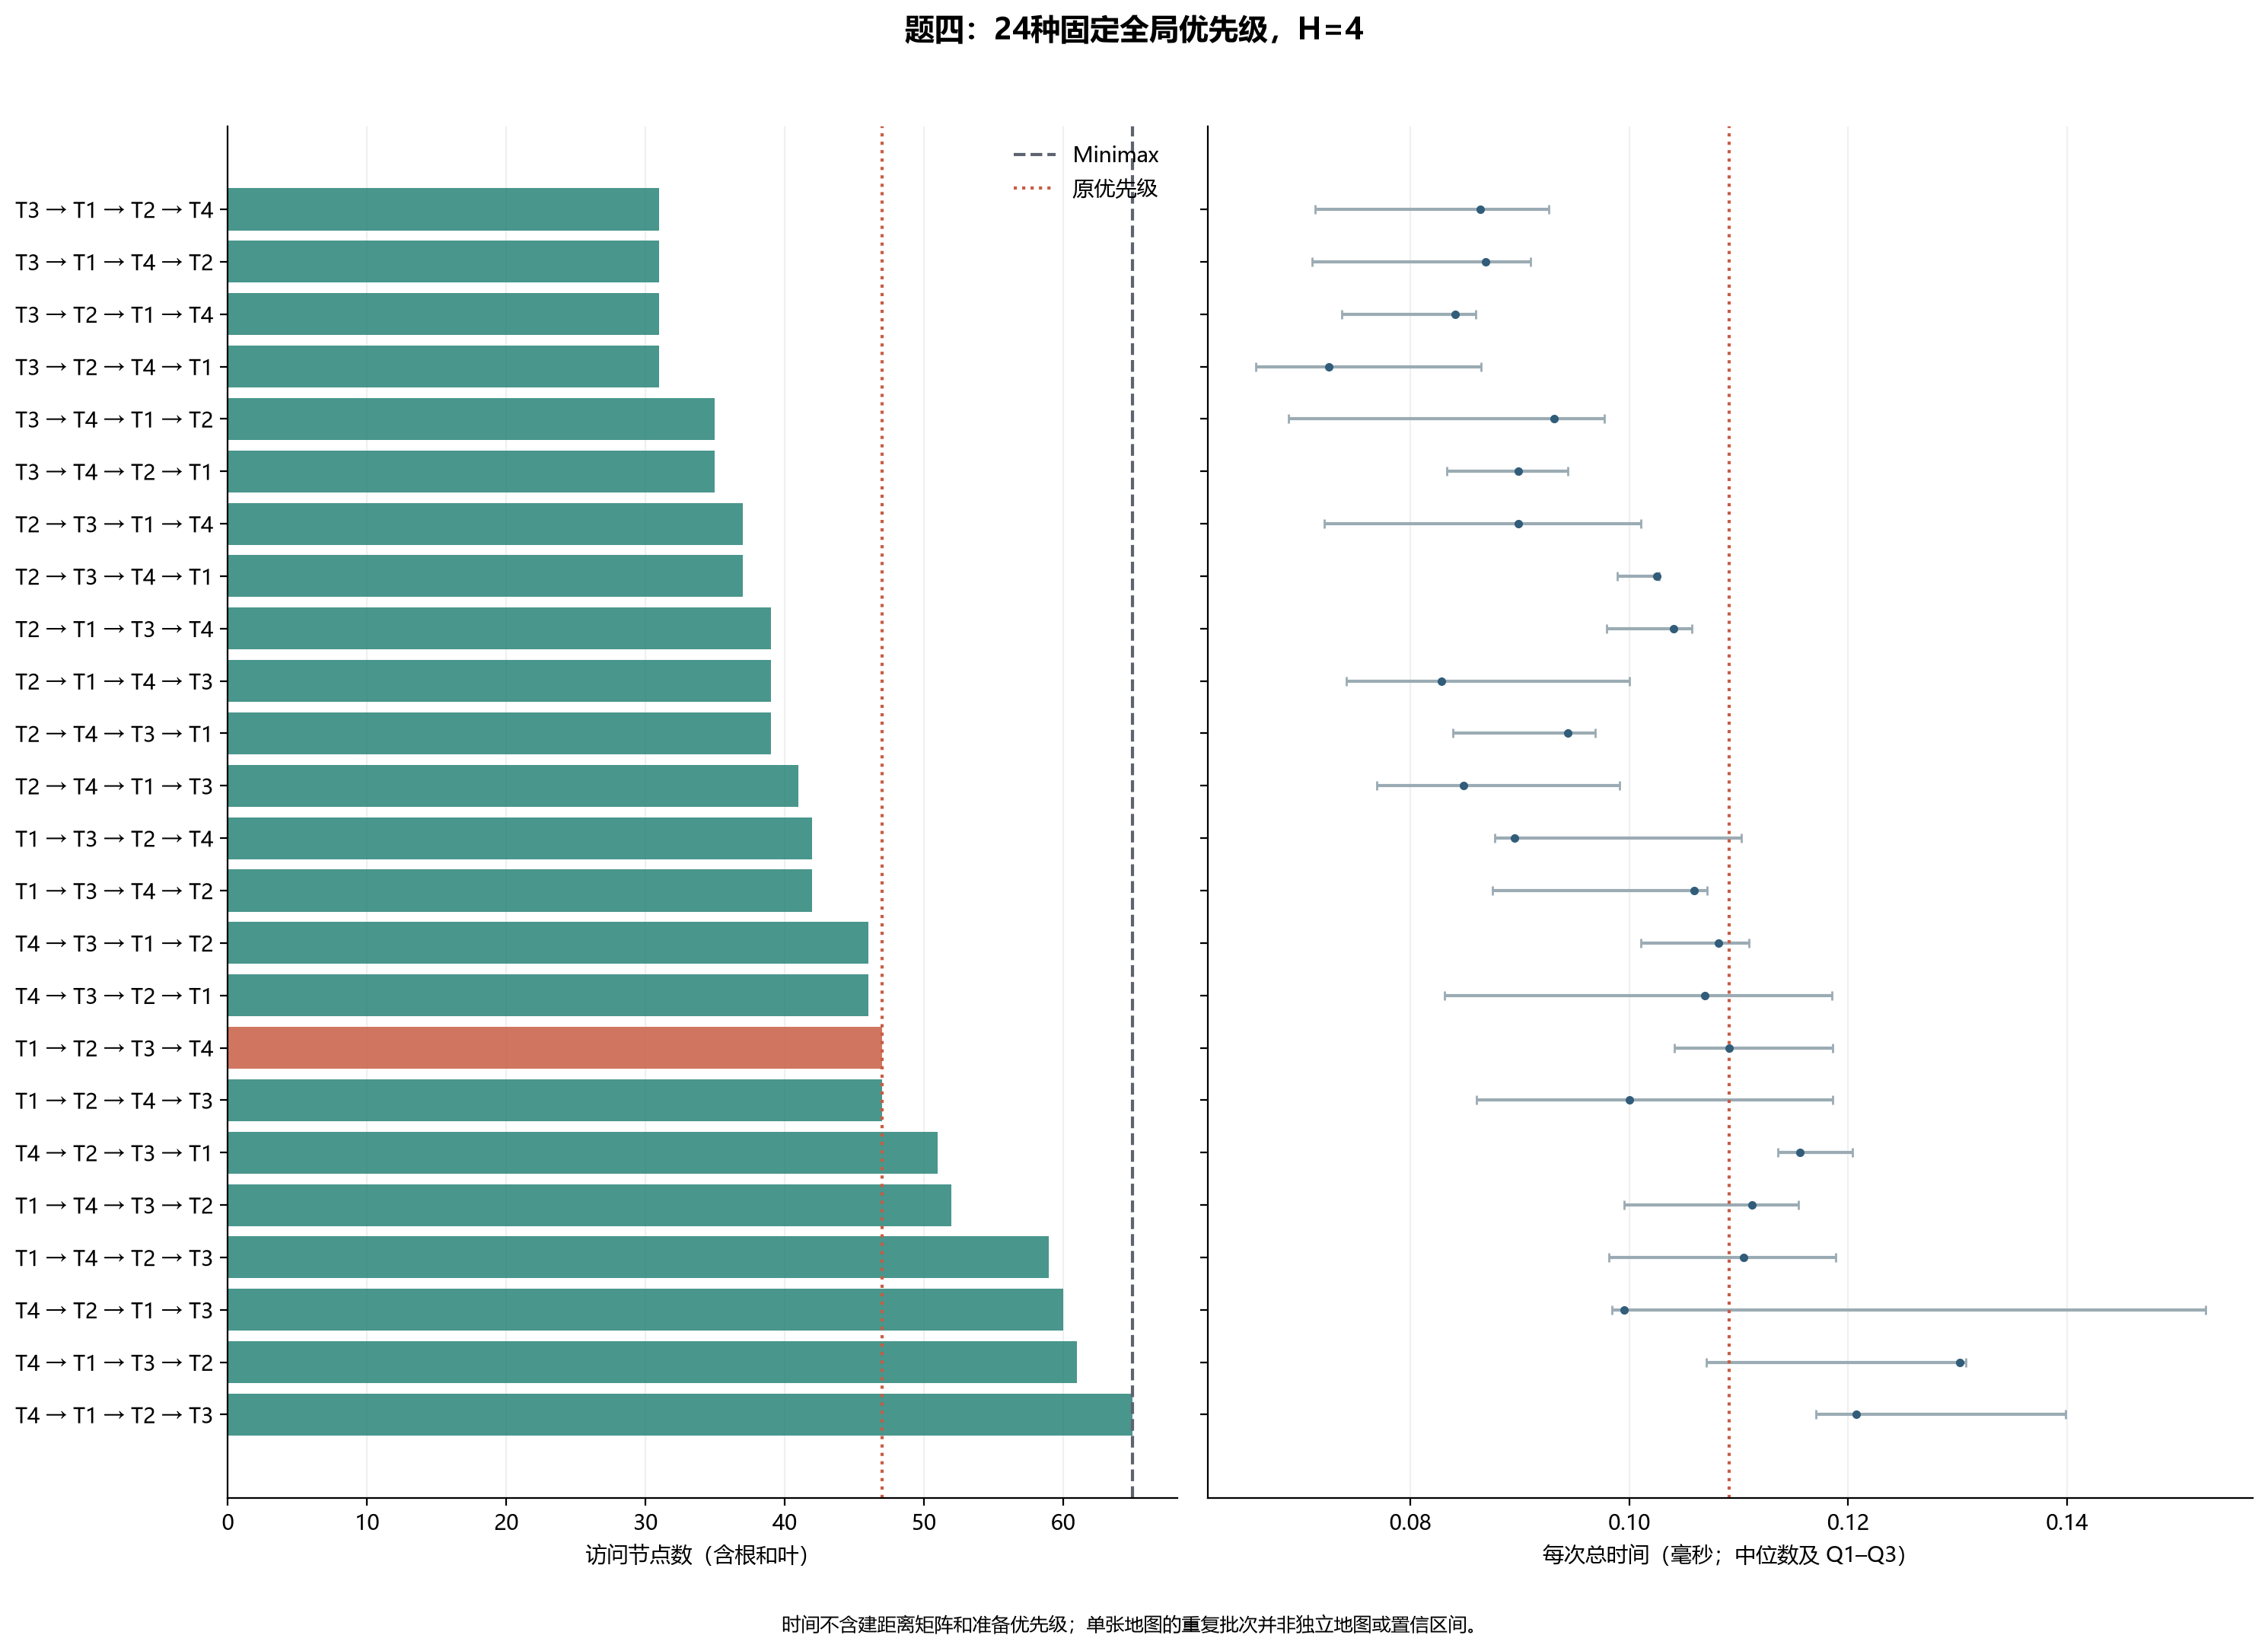 题四：24种固定全局优先级，H=4
Minimax
原优先级
T3 → T1 → T2 → T4
T3 → T1 → T4 → T2
T3 → T2 → T1 → T4
T3 → T2 → T4 → T1
T3 → T4 → T1 → T2
T3 → T4 → T2 → T1
T2 → T3 → T1 → T4
T2 → T3 → T4 → T1
T2 → T1 → T3 → T4
T2 → T1 → T4 → T3
T2 → T4 → T3 → T1
T2 → T4 → T1 → T3
T1 → T3 → T2 → T4
T1 → T3 → T4 → T2
T4 → T3 → T1 → T2
T4 → T3 → T2 → T1
T1 → T2 → T3 → T4
T1 → T2 → T4 → T3
T4 → T2 → T3 → T1
T1 → T4 → T3 → T2
T1 → T4 → T2 → T3
T4 → T2 → T1 → T3
T4 → T1 → T3 → T2
T4 → T1 → T2 → T3
0 10 20 30 40 50 60
访问节点数（含根和叶）
0.08 0.10 0.12 0.14
每次总时间（毫秒；中位数及 Q1–Q3）
时间不含建距离矩阵和准备优先级；单张地图的重复批次并非独立地图或置信区间。